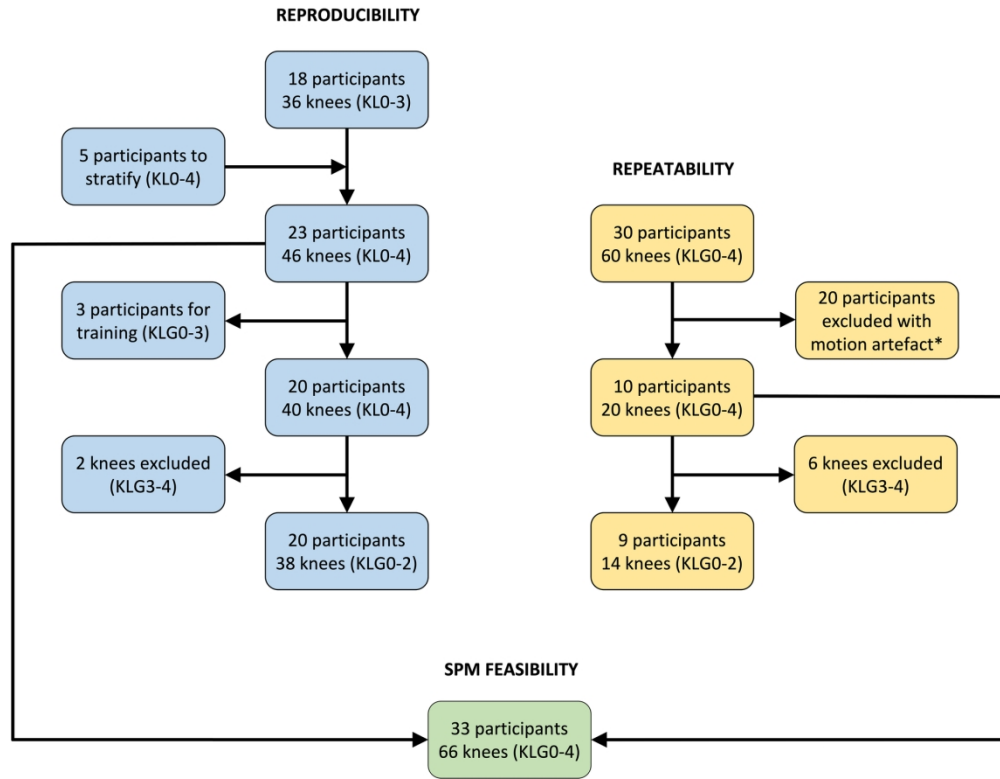 REPRODUCIBILITY
18 participants
36 knees (KL0-3)
5 participants to
stratify (KL0-4)
23 participants
46 knees (KL0-4)
3 participants for
training (KLG0-3)
20 participants
40 knees (KL0-4)
2 knees excluded
(KLG3-4)
20 participants
38 knees (KLG0-2)
REPEATABILITY
30 participants
60 knees (KLG0-4)
20 participants
excluded with
motion artefact*
10 participants
20 knees (KLG0-4)
6 knees excluded
(KLG3-4)
9 participants
14 knees (KLG0-2)
SPM FEASIBILITY
33 participants
66 knees (KLG0-4)